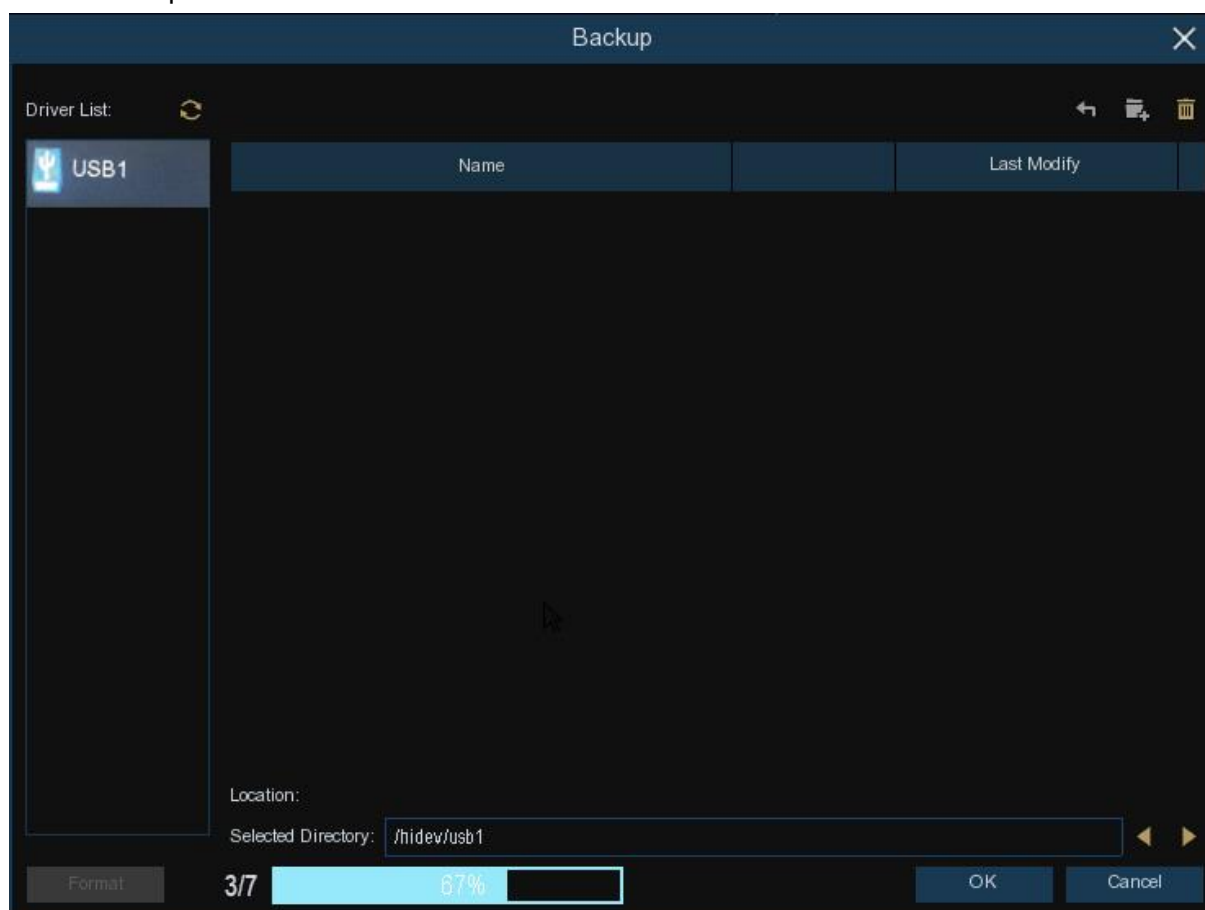 Backup
Driver List:
USB1
Name Last Modify
Location:
Selected Directory: /hidev/usb1
Format 3/7 67% OK Cancel